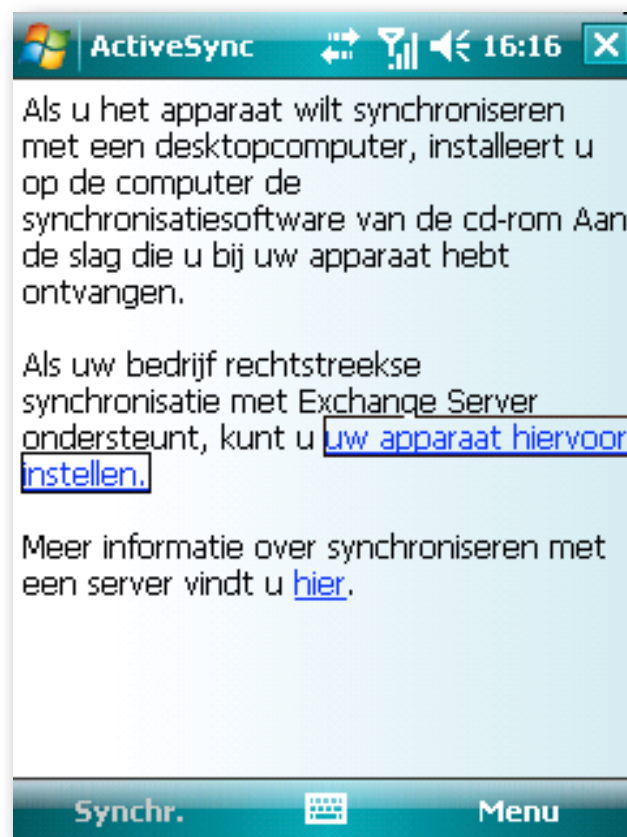 ActiveSync 16:16
Als u het apparaat wilt synchroniseren
met een desktopcomputer, installeert u
op de computer de
synchronisatiesoftware van de cd-rom Aan
de slag die u bij uw apparaat hebt
ontvangen.
Als uw bedrijf rechtstreekse
synchronisatie met Exchange Server
ondersteunt, kunt u uw apparaat hiervoor
instellen.
Meer informatie over synchroniseren met
een server vindt u hier.
Synchr. Menu